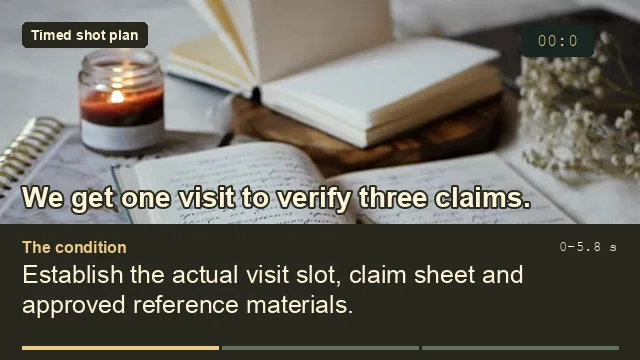 Timed shot plan
00:0
We get one visit to verify three claims.
The condition
0–5.8 s
Establish the actual visit slot, claim sheet and
approved reference materials.